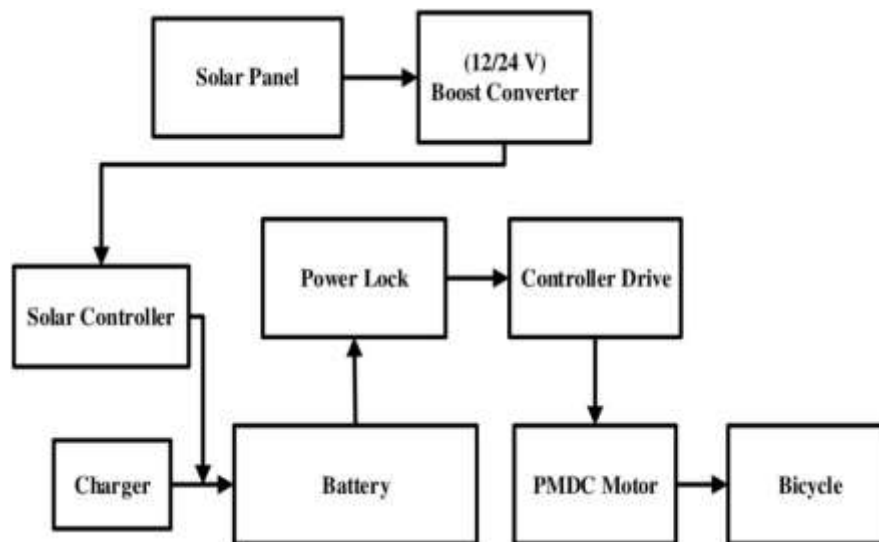 Solar Panel
(12/24 V)
Boost Converter
Power Lock
Controller Drive
Solar Controller
Charger
Battery
PMDC Motor
Bicycle